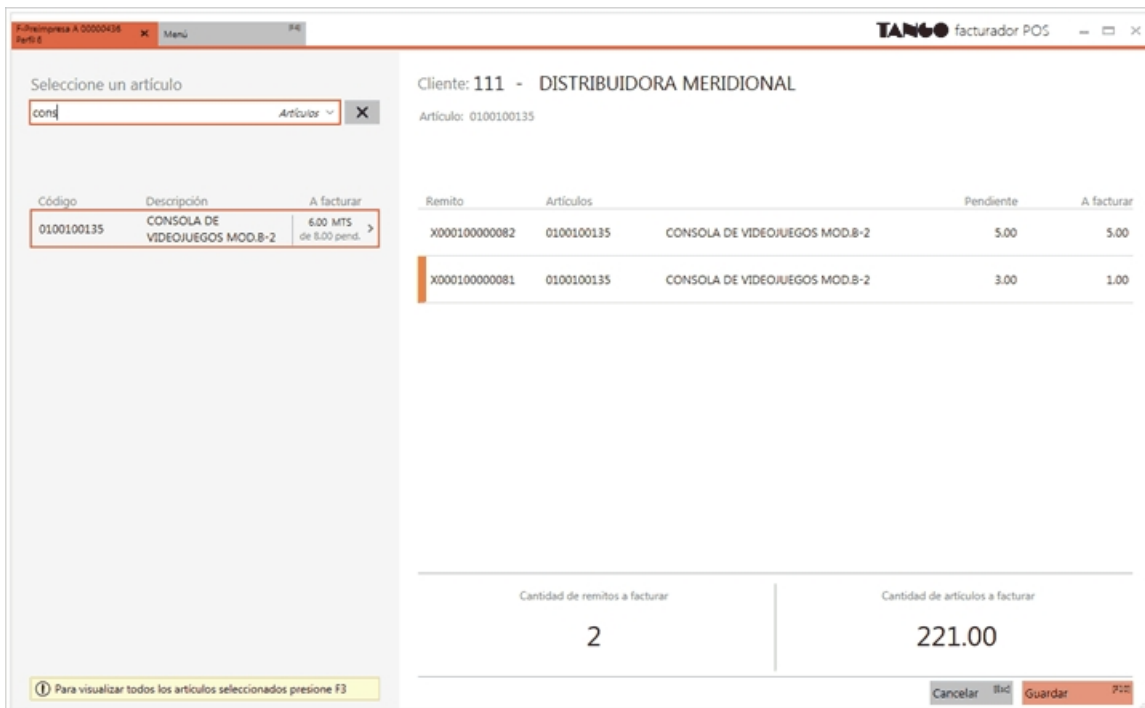 F-Preimpresa A 00000436
Perfil 6
Menú
TANGO facturador POS
Seleccione un artículo
cons
Artículos
Cliente: 111 - DISTRIBUIDORA MERIDIONAL
Artículo: 0100100135
Código Descripción A facturar
0100100135 CONSOLA DE VIDEOJUEGOS MOD.B-2 6.00 MTS de 8.00 pend.
Remito Artículos Pendiente A facturar
X000100000082 0100100135 CONSOLA DE VIDEOJUEGOS MOD.B-2 5.00 5.00
X000100000081 0100100135 CONSOLA DE VIDEOJUEGOS MOD.B-2 3.00 1.00
Cantidad de remitos a facturar
2
Cantidad de artículos a facturar
221.00
Para visualizar todos los artículos seleccionados presione F3
Cancelar
Guardar